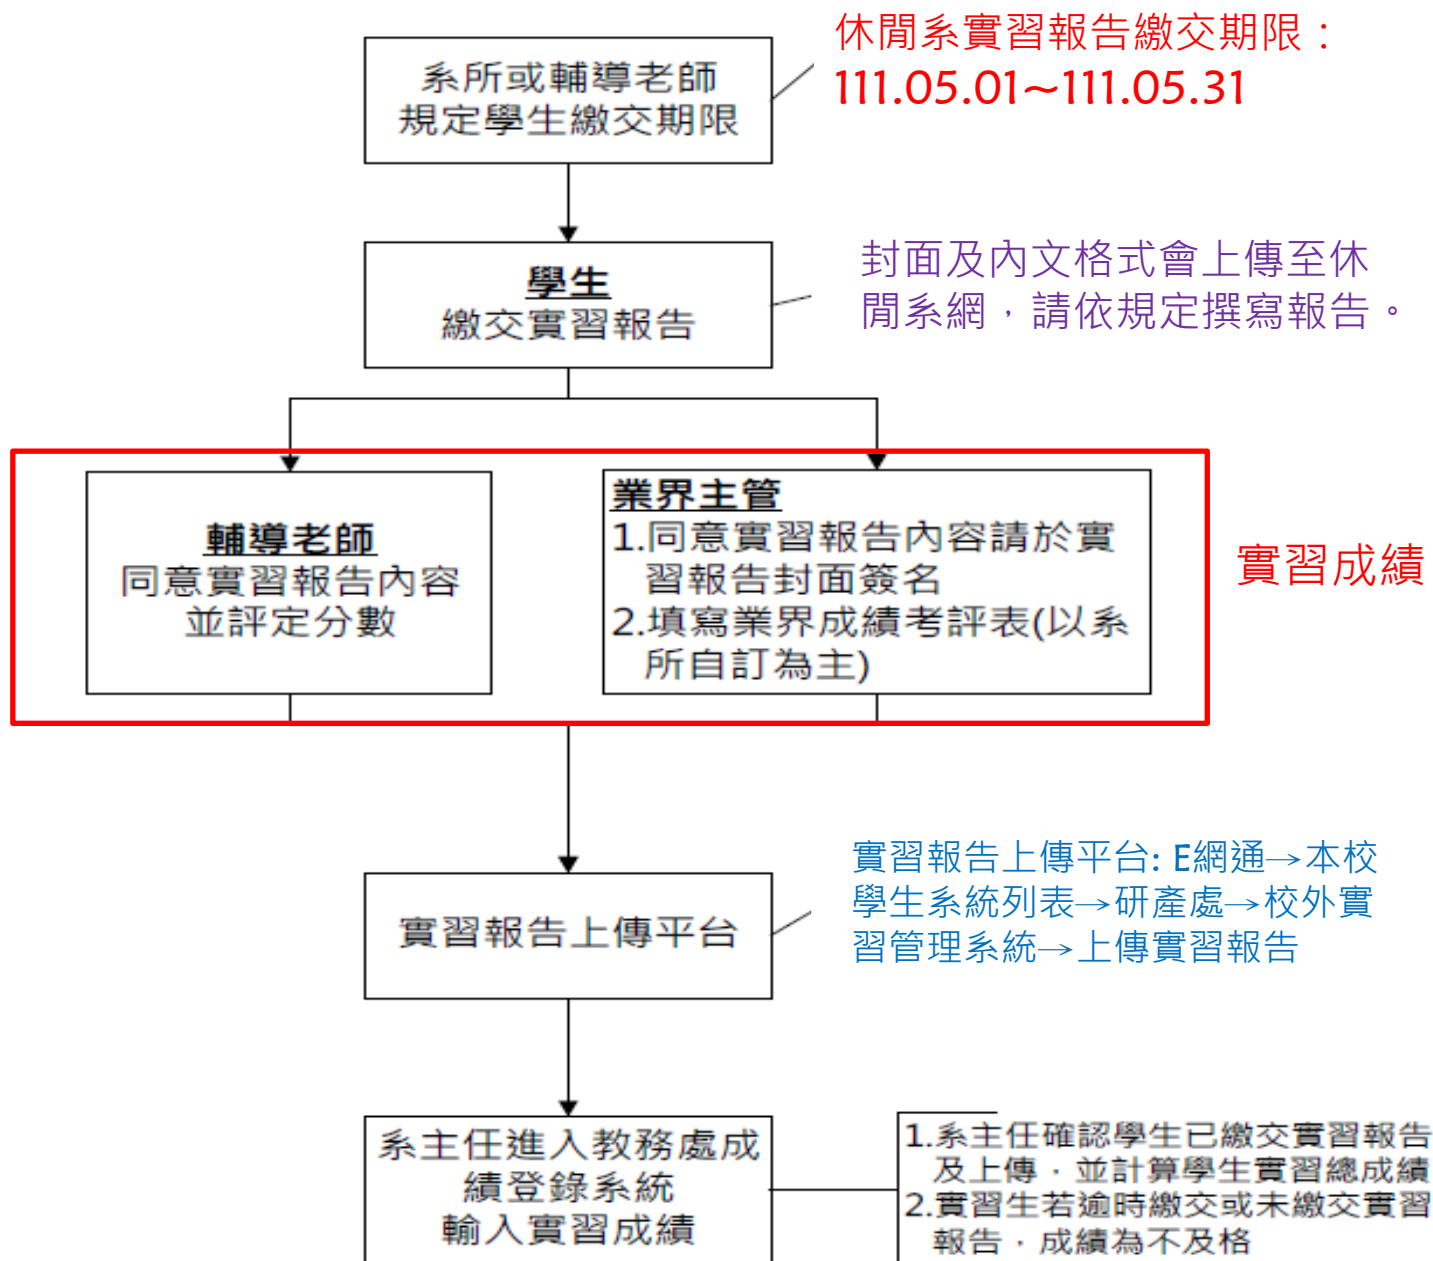 系所或輔導老師
規定學生繳交期限
休閒系實習報告繳交期限：
111.05.01~111.05.31
學生
繳交實習報告
封面及內文格式會上傳至休
閒系網，請依規定撰寫報告。
輔導老師
同意實習報告內容
並評定分數
業界主管
1.同意實習報告內容請於實
習報告封面簽名
2.填寫業界成績考評表(以系
所自訂為主)
實習成績
實習報告上傳平台
實習報告上傳平台: E網通→本校
學生系統列表→研產處→校外實
習管理系統→上傳實習報告
系主任進入教務處成
績登錄系統
輸入實習成績
1.系主任確認學生已繳交實習報告
及上傳，並計算學生實習總成績
2.實習生若逾時繳交或未繳交實習
報告，成績為不及格